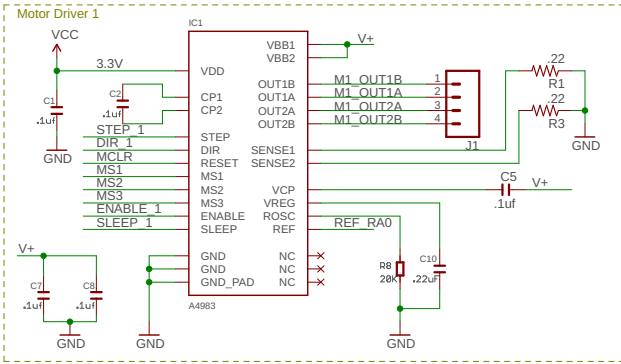 Motor Driver 1
IC1
VCC
V+
VBB1
VBB2
3.3V
VDD
.22
R1
C1
.1uf
C2
.1uf
CP1
CP2
OUT1B
OUT1A
OUT2A
OUT2B
M1_OUT1B
M1_OUT1A
M1_OUT2A
M1_OUT2B
1
2
3
4
J1
.22
R3
GND
GND
STEP_1
DIR_1
MCLR
MS1
MS2
MS3
ENABLE_1
SLEEP_1
STEP
DIR
RESET
MS1
MS2
MS3
ENABLE
SLEEP
SENSE1
SENSE2
VCP
VREG
ROSC
REF
C5
.1uf
V+
REF_RA0
V+
C7
.1uf
C8
.1uf
GND
GND
GND
GND_PAD
GND
NC
NC
NC
R8
20K
C10
.22uF
GND
A4983